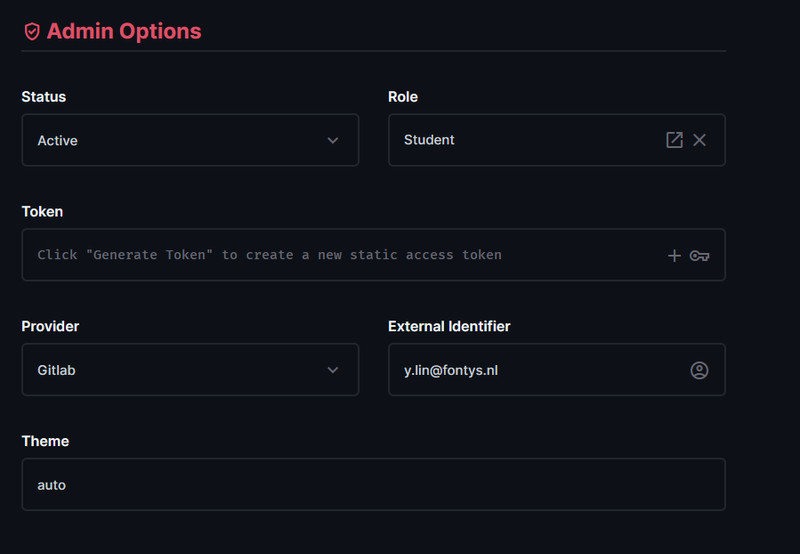 Admin Options
Status
Role
Active
Student
Token
Click "Generate Token" to create a new static access token
Provider
External Identifier
Gitlab
y.lin@fontys.nl
Theme
auto